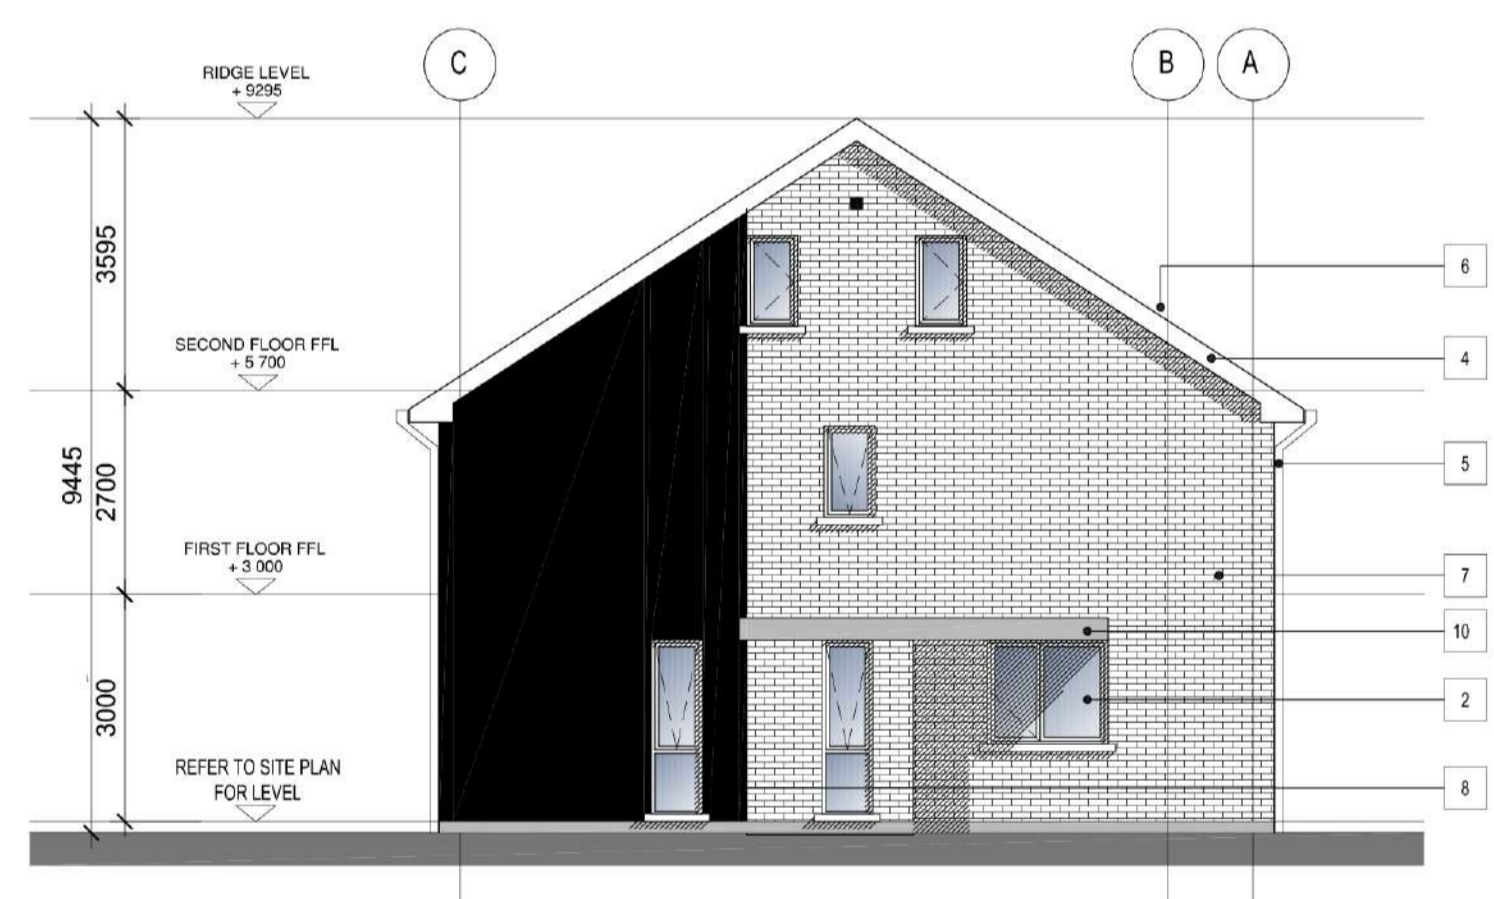 C
B
A
RIDGE LEVEL
+ 9295
3595
6
SECOND FLOOR FFL
+ 5 700
4
9445
2700
5
FIRST FLOOR FFL
+ 3 000
7
10
3000
2
REFER TO SITE PLAN
FOR LEVEL
8